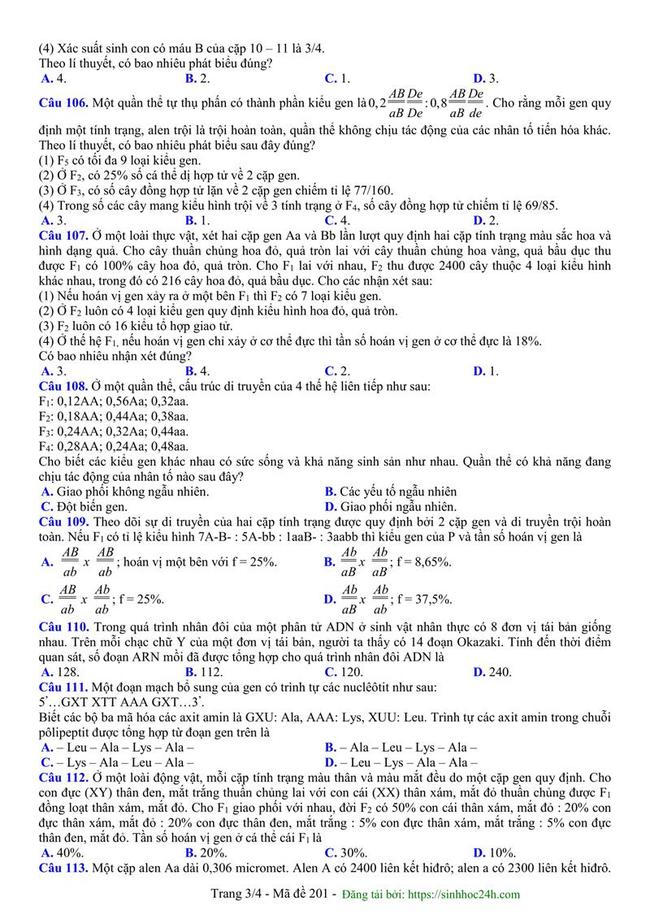 (4) Xác suất sinh con có máu B của cặp 10 – 11 là 3/4.
Theo lí thuyết, có bao nhiêu phát biểu đúng?
A. 4. B. 2. C. 1. D. 3.
Câu 106. Một quần thể tự thụ phấn có thành phần kiểu gen là 0,2 AB/aB De/De : 0,8 AB/aB De/de. Cho rằng mỗi gen quy
định một tính trạng, alen trội là trội hoàn toàn, quần thể không chịu tác động của các nhân tố tiến hóa khác.
Theo lí thuyết, có bao nhiêu phát biểu sau đây đúng?
(1) F5 có tối đa 9 loại kiểu gen.
(2) Ở F2, có 25% số cá thể dị hợp tử về 2 cặp gen.
(3) Ở F3, có số cây đồng hợp tử lặn về 2 cặp gen chiếm tỉ lệ 77/160.
(4) Trong số các cây mang kiểu hình trội về 3 tính trạng ở F4, số cây đồng hợp tử chiếm tỉ lệ 69/85.
A. 3. B. 1. C. 4. D. 2.
Câu 107. Ở một loài thực vật, xét hai cặp gen Aa và Bb lần lượt quy định hai cặp tính trạng màu sắc hoa và
hình dạng quả. Cho cây thuần chủng hoa đỏ, quả tròn lai với cây thuần chủng hoa vàng, quả bầu dục thu
được F1 có 100% cây hoa đỏ, quả tròn. Cho F1 lai với nhau, F2 thu được 2400 cây thuộc 4 loại kiểu hình
khác nhau, trong đó có 216 cây hoa đỏ, quả bầu dục. Cho các nhận xét sau:
(1) Nếu hoán vị gen xảy ra ở một bên F1 thì F2 có 7 loại kiểu gen.
(2) Ở F2 luôn có 4 loại kiểu gen quy định kiểu hình hoa đỏ, quả tròn.
(3) F2 luôn có 16 kiểu tổ hợp giao tử.
(4) Ở thế hệ F1, nếu hoán vị gen chỉ xảy ở cơ thể đực thì tần số hoán vị gen ở cơ thể đực là 18%.
Có bao nhiêu nhận xét đúng?
A. 3. B. 4. C. 2. D. 1.
Câu 108. Ở một quần thể, cấu trúc di truyền của 4 thế hệ liên tiếp như sau:
F1: 0,12AA; 0,56Aa; 0,32aa.
F2: 0,18AA; 0,44Aa; 0,38aa.
F3: 0,24AA; 0,32Aa; 0,44aa.
F4: 0,28AA; 0,24Aa; 0,48aa.
Cho biết các kiểu gen khác nhau có sức sống và khả năng sinh sản như nhau. Quần thể có khả năng đang
chịu tác động của nhân tố nào sau đây?
A. Giao phối không ngẫu nhiên. B. Các yếu tố ngẫu nhiên
C. Đột biến gen. D. Giao phối ngẫu nhiên.
Câu 109. Theo dõi sự di truyền của hai cặp tính trạng được quy định bởi 2 cặp gen và di truyền trội hoàn
toàn. Nếu F1 có tỉ lệ kiểu hình 7A-B- : 5A-bb : 1aaB- : 3aabb thì kiểu gen của P và tần số hoán vị gen là
A. AB/ab x AB/ab ; hoán vị một bên với f = 25%. B. Ab/aB x Ab/aB ; f = 8,65%.
C. AB/ab x Ab/ab ; f = 25%. D. Ab/aB x Ab/ab ; f = 37,5%.
Câu 110. Trong quá trình nhân đôi của một phân tử ADN ở sinh vật nhân thực có 8 đơn vị tái bản giống
nhau. Trên mỗi chạc chữ Y của một đơn vị tái bản, người ta thấy có 14 đoạn Okazaki. Tính đến thời điểm
quan sát, số đoạn ARN mồi đã được tổng hợp cho quá trình nhân đôi ADN là
A. 128. B. 112. C. 120. D. 240.
Câu 111. Một đoạn mạch bổ sung của gen có trình tự các nuclêôtit như sau:
5’…GXT XTT AAA GXT…3’.
Biết các bộ ba mã hóa các axit amin là GXU: Ala, AAA: Lys, XUU: Leu. Trình tự các axit amin trong chuỗi
pôlipeptit được tổng hợp từ đoạn gen trên là
A. – Leu – Ala – Lys – Ala – B. – Ala – Leu – Lys – Ala –
C. – Lys – Ala – Leu – Ala – D. – Leu – Lys – Ala – Ala –
Câu 112. Ở một loài động vật, mỗi cặp tính trạng màu thân và màu mắt đều do một cặp gen quy định. Cho
con đực (XY) thân đen, mắt trắng thuần chủng lai với con cái (XX) thân xám, mắt đỏ thuần chủng được F1
đồng loạt thân xám, mắt đỏ. Cho F1 giao phối với nhau, đời F2 có 50% con cái thân xám, mắt đỏ : 20% con
đực thân xám, mắt đỏ : 20% con đực thân đen, mắt trắng : 5% con đực thân xám, mắt trắng : 5% con đực
thân đen, mắt đỏ. Tần số hoán vị gen ở cá thể cái F1 là
A. 40%. B. 20%. C. 30%. D. 10%.
Câu 113. Một cặp alen Aa dài 0,306 micromet. Alen A có 2400 liên kết hiđrô; alen a có 2300 liên kết hiđrô.
Trang 3/4 - Mã đề 201 - Đăng tải bởi: https://sinhhoc24h.com